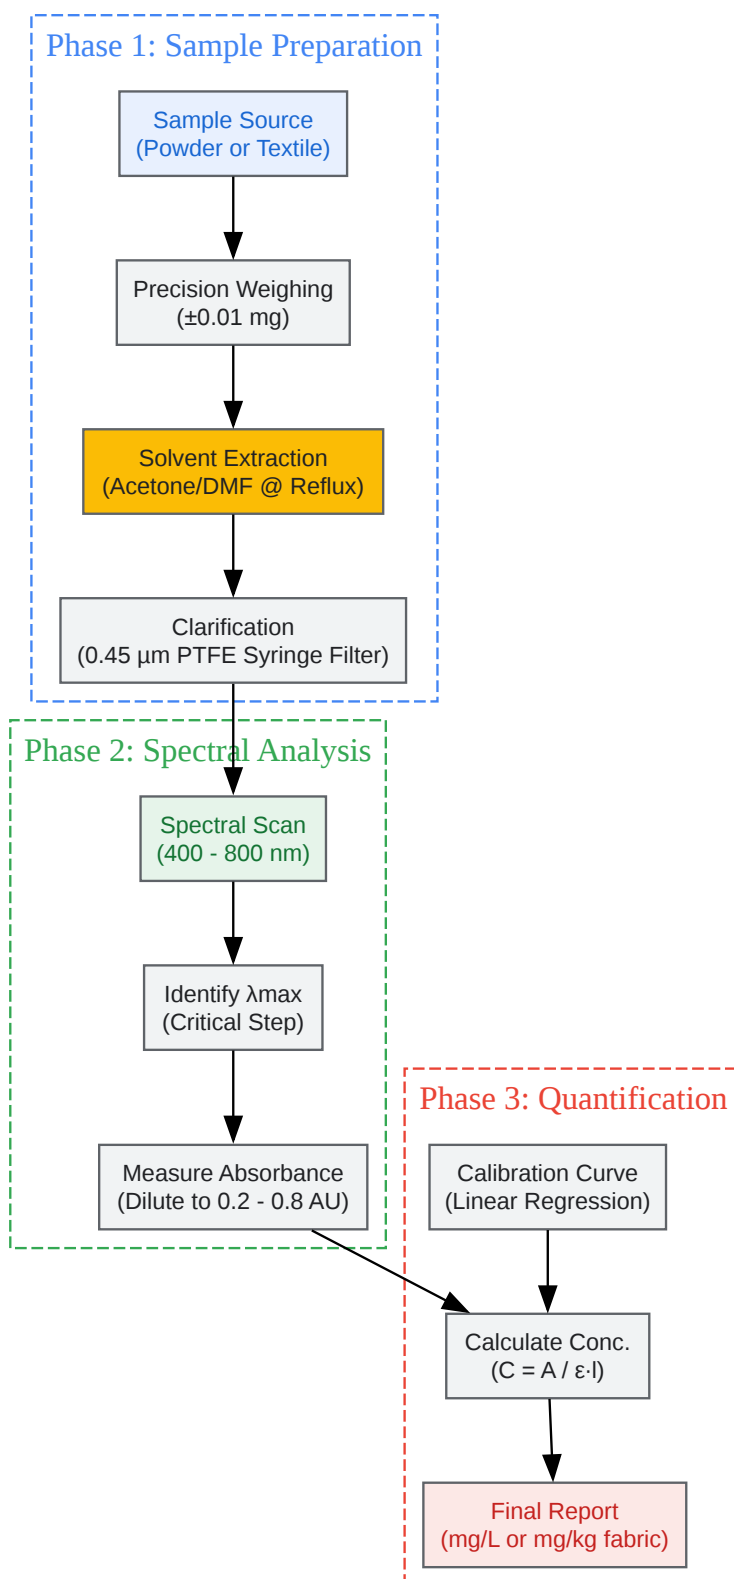 Phase 1: Sample Preparation
Sample Source
(Powder or Textile)
Precision Weighing
(±0.01 mg)
Solvent Extraction
(Acetone/DMF @ Reflux)
Clarification
(0.45 µm PTFE Syringe Filter)
Phase 2: Spectral Analysis
Spectral Scan
(400 - 800 nm)
Identify λmax
(Critical Step)
Measure Absorbance
(Dilute to 0.2 - 0.8 AU)
Phase 3: Quantification
Calibration Curve
(Linear Regression)
Calculate Conc.
(C = A / ε·l)
Final Report
(mg/L or mg/kg fabric)